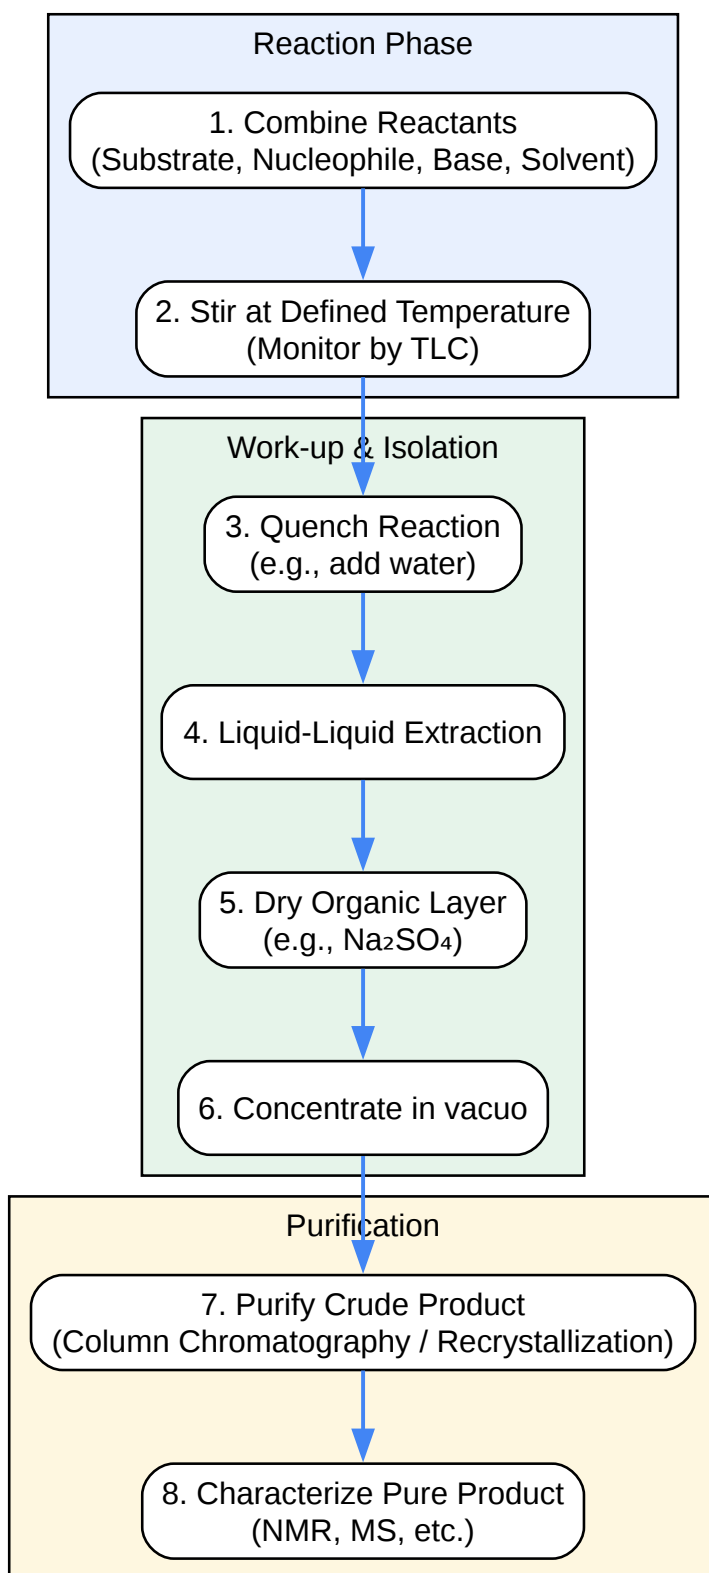 Reaction Phase
1. Combine Reactants
(Substrate, Nucleophile, Base, Solvent)
2. Stir at Defined Temperature
(Monitor by TLC)
Work-up & Isolation
3. Quench Reaction
(e.g., add water)
4. Liquid-Liquid Extraction
5. Dry Organic Layer
(e.g., Na₂SO₄)
6. Concentrate in vacuo
Purification
7. Purify Crude Product
(Column Chromatography / Recrystallization)
8. Characterize Pure Product
(NMR, MS, etc.)